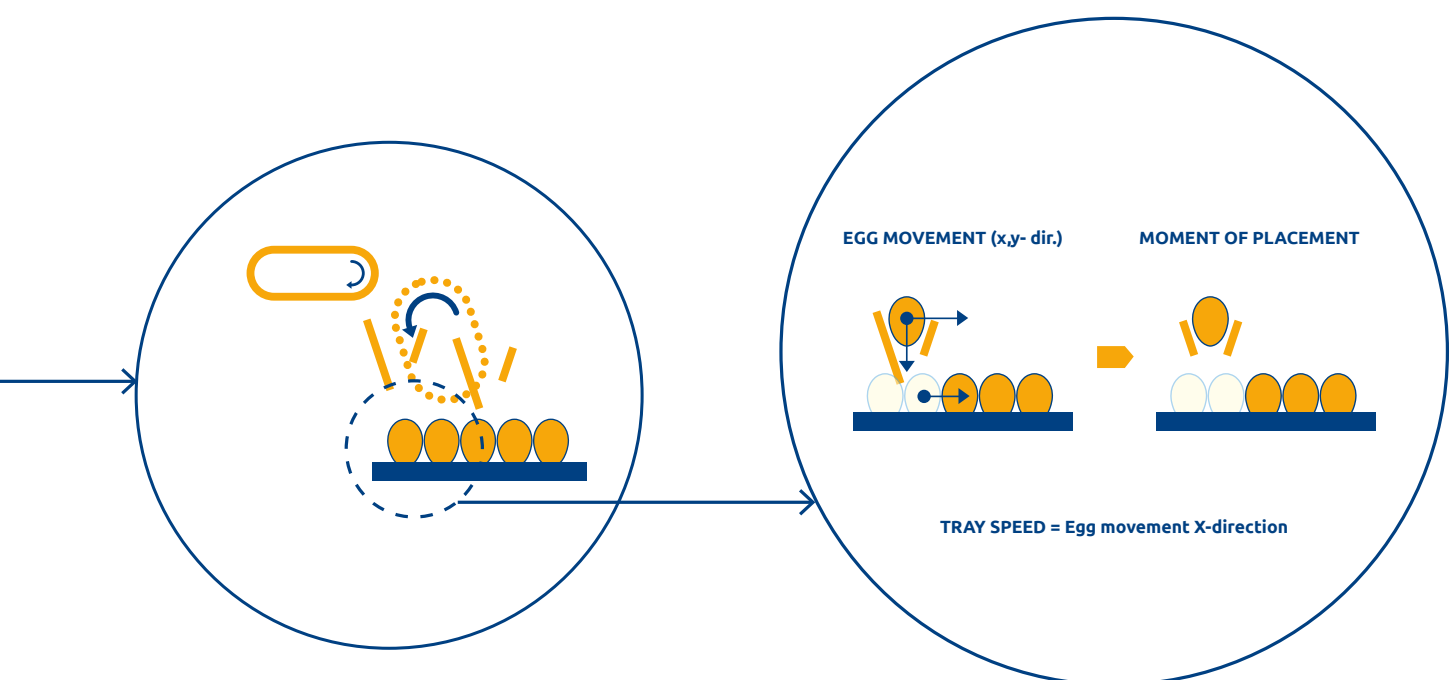 EGG MOVEMENT (x,y- dir.)
MOMENT OF PLACEMENT
TRAY SPEED = Egg movement X-direction